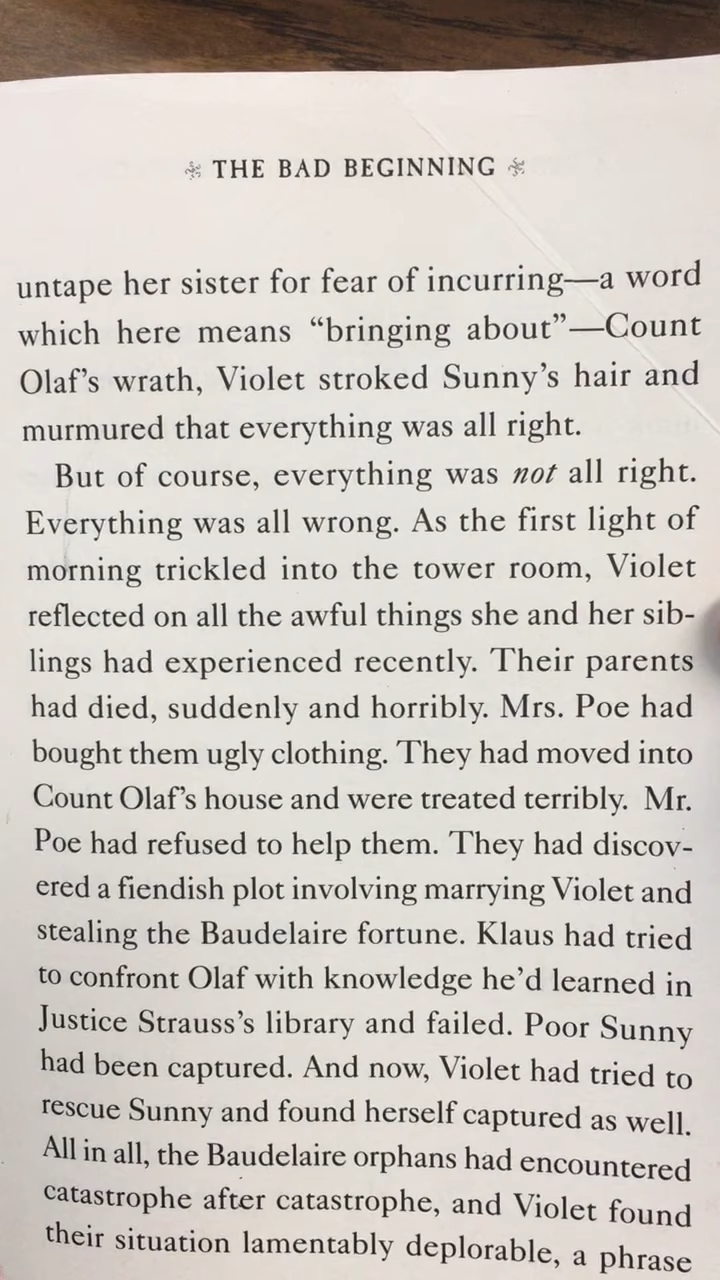 THE BAD BEGINNING
untape her sister for fear of incurring—a word
which here means “bringing about”—Count
Olaf’s wrath, Violet stroked Sunny’s hair and
murmured that everything was all right.
But of course, everything was not all right.
Everything was all wrong. As the first light of
morning trickled into the tower room, Violet
reflected on all the awful things she and her sib-
lings had experienced recently. Their parents
had died, suddenly and horribly. Mrs. Poe had
bought them ugly clothing. They had moved into
Count Olaf’s house and were treated terribly. Mr.
Poe had refused to help them. They had discov-
ered a fiendish plot involving marrying Violet and
stealing the Baudelaire fortune. Klaus had tried
to confront Olaf with knowledge he’d learned in
Justice Strauss’s library and failed. Poor Sunny
had been captured. And now, Violet had tried to
rescue Sunny and found herself captured as well.
All in all, the Baudelaire orphans had encountered
catastrophe after catastrophe, and Violet found
their situation lamentably deplorable, a phrase